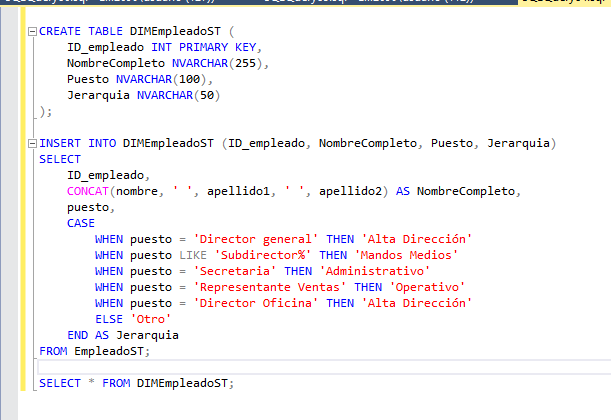 CREATE TABLE DIMEmpleadoST (
ID_empleado INT PRIMARY KEY,
NombreCompleto NVARCHAR(255),
Puesto NVARCHAR(100),
Jerarquia NVARCHAR(50)
);
INSERT INTO DIMEmpleadoST (ID_empleado, NombreCompleto, Puesto, Jerarquia)
SELECT
ID_empleado,
CONCAT(nombre, ' ', apellido1, ' ', apellido2) AS NombreCompleto,
puesto,
CASE
WHEN puesto = 'Director general' THEN 'Alta Dirección'
WHEN puesto LIKE 'Subdirector%' THEN 'Mandos Medios'
WHEN puesto = 'Secretaria' THEN 'Administrativo'
WHEN puesto = 'Representante Ventas' THEN 'Operativo'
WHEN puesto = 'Director Oficina' THEN 'Alta Dirección'
ELSE 'Otro'
END AS Jerarquia
FROM EmpleadoST;
SELECT * FROM DIMEmpleadoST;